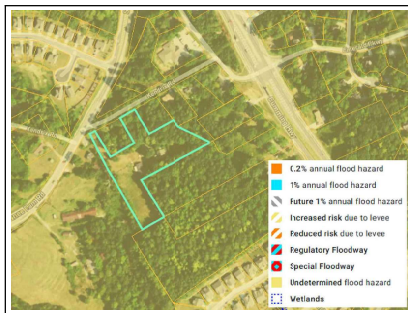 0.2% annual flood hazard
1% annual flood hazard
Future 1% annual flood hazard
Increased risk due to levee
Reduced risk due to levee
Regulatory Floodway
Special Floodway
Undetermined flood hazard
Wetlands